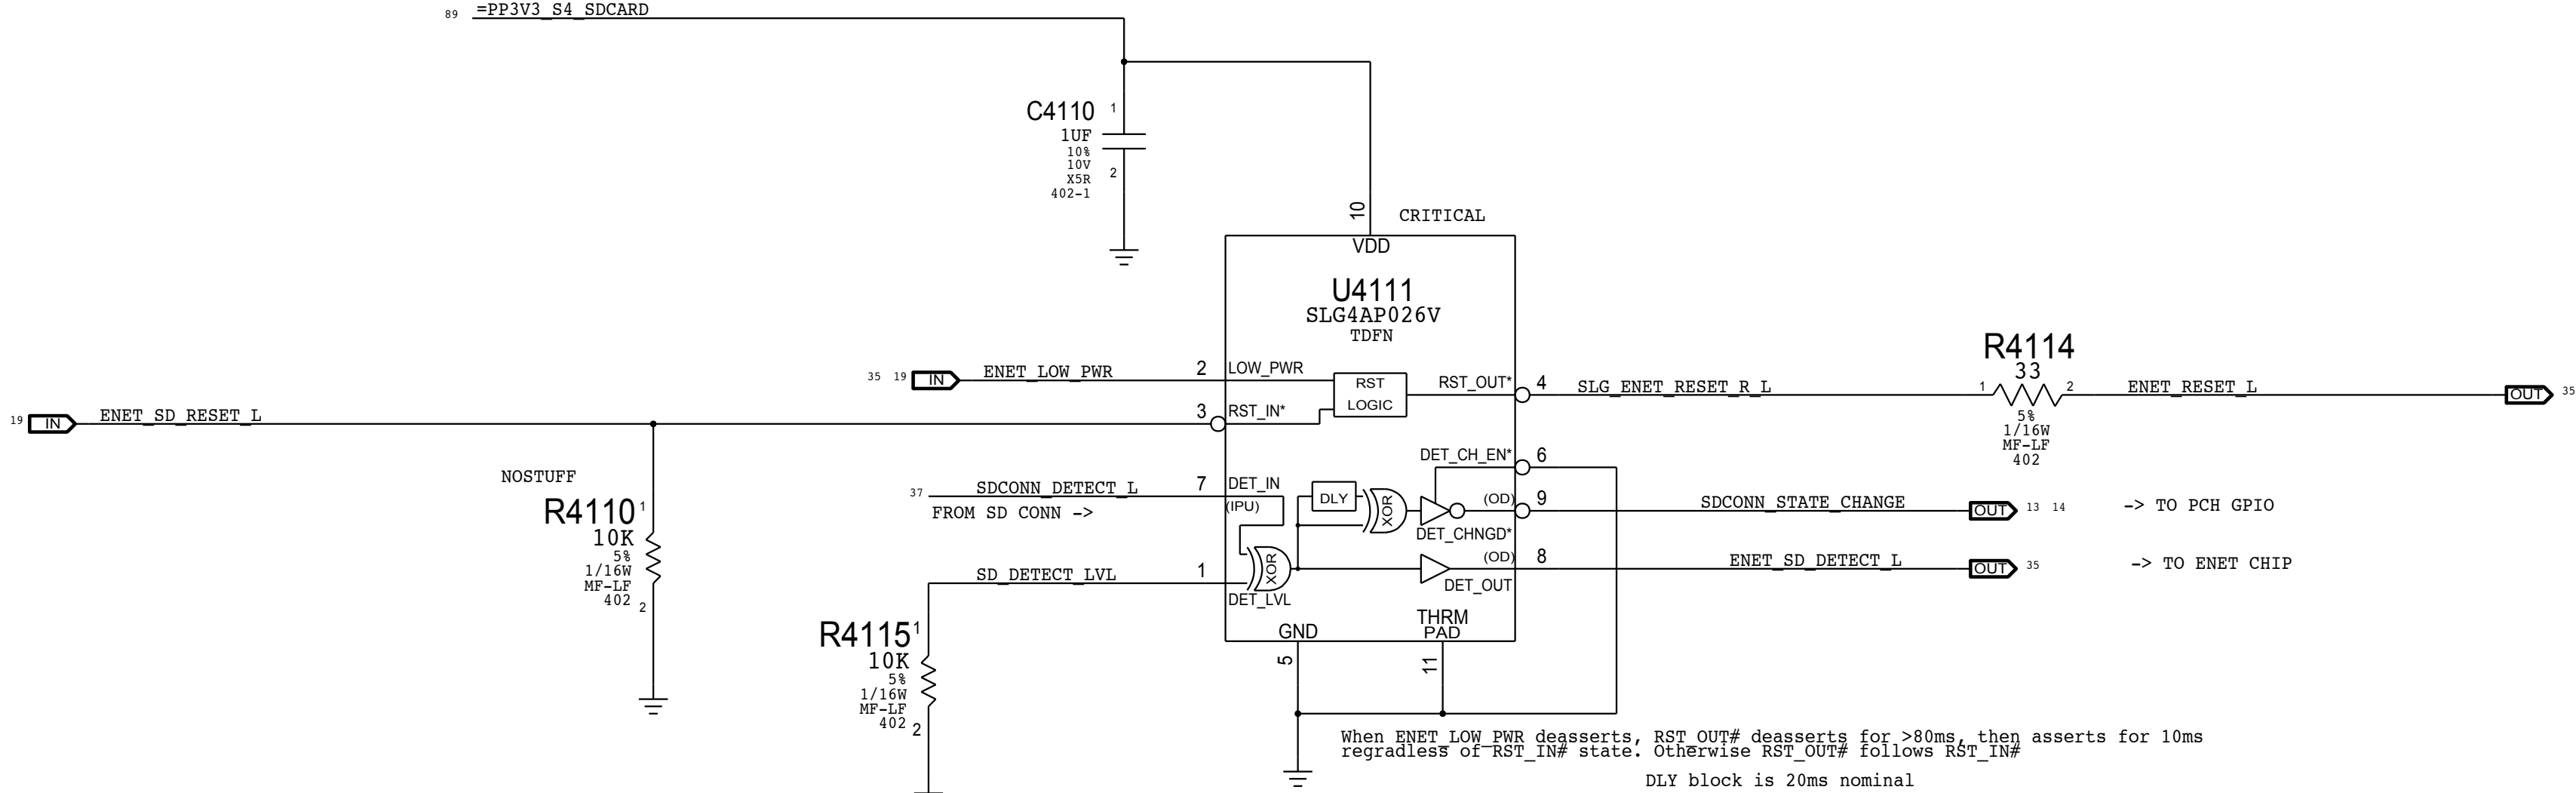 89 =PP3V3_S4_SDCARD
C4110 1
1UF
10%
10V
X5R 2
402-1
10 CRITICAL
VDD
U4111
SLG4AP026V
TDFN
35 19 IN ENET_LOW_PWR 2 LOW_PWR
RST
LOGIC
RST_OUT* 4 SLG_ENET_RESET_R_L
R4114
33
1 2
5%
1/16W
MF-LF
402
ENET_RESET_L OUT 35
19 IN ENET_SD_RESET_L 3 RST_IN*
NOSTUFF
R4110 1
10K
5%
1/16W
MF-LF
402 2
37 SDCONN_DETECT_L 7 DET_IN
(IPU)
FROM SD CONN ->
DET_CH_EN* 6
DLY
XOR
(OD) 9 SDCONN_STATE_CHANGE OUT 13 14 -> TO PCH GPIO
DET_CHNGD*
XOR
(OD) 8 ENET_SD_DETECT_L OUT 35 -> TO ENET CHIP
DET_OUT
SD_DETECT_LVL 1
DET_LVL
R4115 1
10K
5%
1/16W
MF-LF
402 2
GND
THRM
PAD
5
11
When ENET_LOW_PWR deasserts, RST_OUT# deasserts for >80ms, then asserts for 10ms
regradless of RST_IN# state. Otherwise RST_OUT# follows RST_IN#
DLY block is 20ms nominal